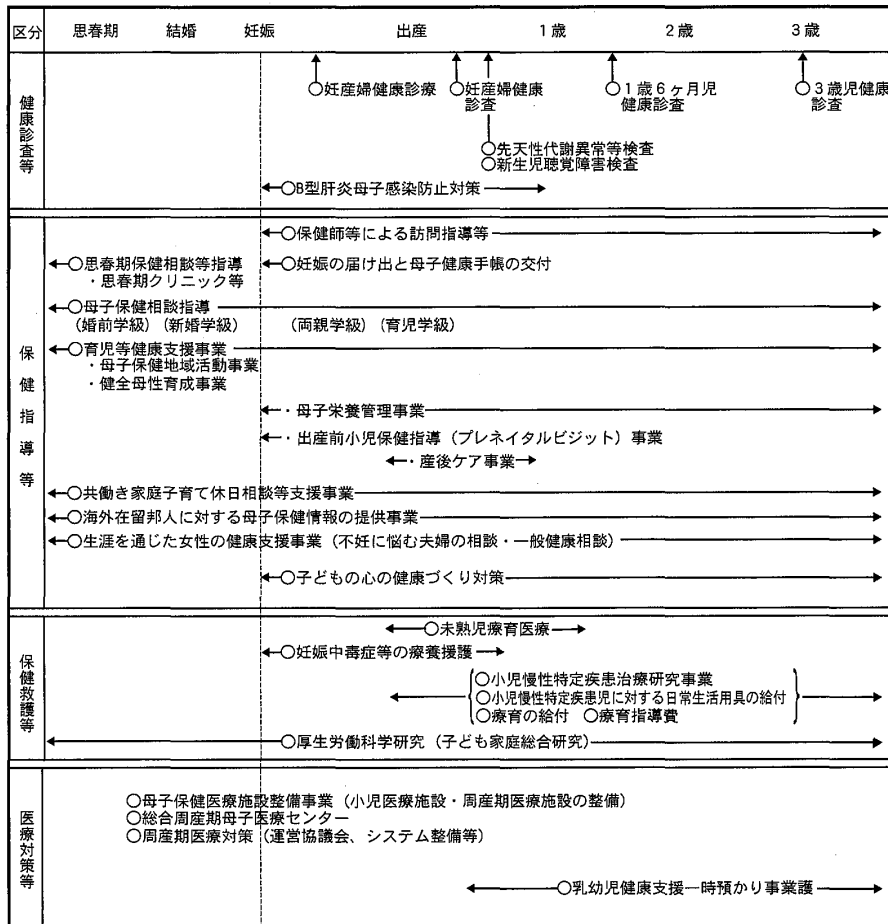 区分 思春期 結婚 妊娠 出産 1歳 2歳 3歳
健康診査等
○妊産婦健康診療 ○妊産婦健康診査 ○1歳6ヶ月児健康診査 ○3歳児健康診査
○先天性代謝異常等検査
○新生児聴覚障害検査
○B型肝炎母子感染防止対策
保健指導等
○保健師等による訪問指導等
○思春期保健相談等指導 ○妊娠の届け出と母子健康手帳の交付
・思春期クリニック等
○母子保健相談指導
(婚前学級)(新婚学級) (両親学級)(育児学級)
○育児等健康支援事業
・母子保健地域活動事業
・健全母性育成事業
・母子栄養管理事業
・出産前小児保健指導(プレネイタルビジット)事業
・産後ケア事業
○共働き家庭子育て休日相談等支援事業
○海外在留邦人に対する母子保健情報の提供事業
○生涯を通じた女性の健康支援事業(不妊に悩む夫婦の相談・一般健康相談)
○子どもの心の健康づくり対策
保健救護等
○未熟児療育医療
○妊娠中毒症等の療養援護
○小児慢性特定疾患治療研究事業
○小児慢性特定疾患児に対する日常生活用具の給付
○療育の給付 ○療育指導費
○厚生労働科学研究(子ども家庭総合研究)
医療対策等
○母子保健医療施設整備事業(小児医療施設・周産期医療施設の整備)
○総合周産期母子医療センター
○周産期医療対策(運営協議会、システム整備等)
○乳幼児健康支援一時預かり事業護